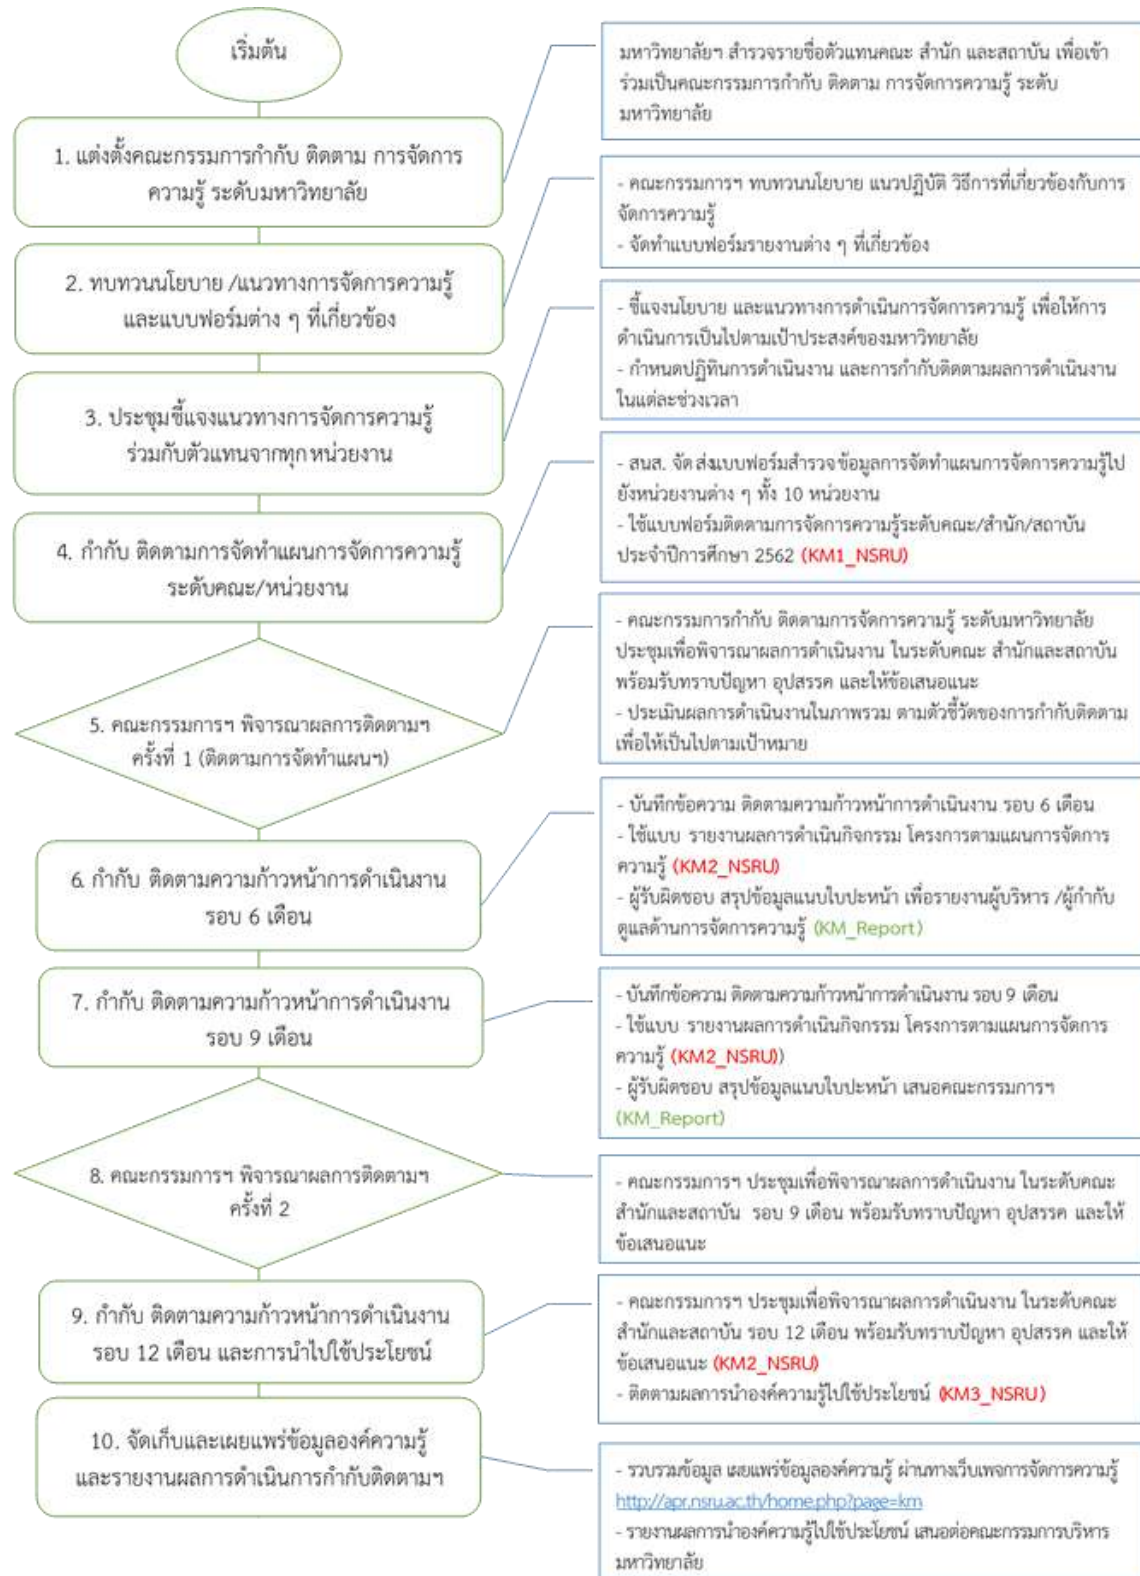 เริ่มต้น
มหาวิทยาลัยฯ สำรวจรายชื่อตัวแทนคณะ สำนัก และสถาบัน เพื่อเข้า
ร่วมเป็นคณะกรรมการกำกับ ติดตาม การจัดการความรู้ ระดับ
มหาวิทยาลัย
1. แต่งตั้งคณะกรรมการกำกับ ติดตาม การจัดการ
ความรู้ ระดับมหาวิทยาลัย
- คณะกรรมการฯ ทบทวนนโยบาย แนวปฏิบัติ วิธีการที่เกี่ยวข้องกับการ
จัดการความรู้
- จัดทำแบบฟอร์มรายงานต่าง ๆ ที่เกี่ยวข้อง
2. ทบทวนนโยบาย /แนวทางการจัดการความรู้
และแบบฟอร์มต่าง ๆ ที่เกี่ยวข้อง
- ชี้แจงนโยบาย และแนวทางการดำเนินการจัดการความรู้ เพื่อให้การ
ดำเนินการเป็นไปตามเป้าประสงค์ของมหาวิทยาลัย
- กำหนดปฏิทินการดำเนินงาน และการกำกับติดตามผลการดำเนินงาน
ในแต่ละช่วงเวลา
3. ประชุมชี้แจงแนวทางการจัดการความรู้
ร่วมกับตัวแทนจากทุกหน่วยงาน
- สนส. จัดส่งแบบฟอร์มสำรวจข้อมูลการจัดทำแผนการจัดการความรู้ไป
ยังหน่วยงานต่าง ๆ ทั้ง 10 หน่วยงาน
- ใช้แบบฟอร์มติดตามการจัดการความรู้ระดับคณะ/สำนัก/สถาบัน
ประจำปีการศึกษา 2562 (KM1_NSRU)
4. กำกับ ติดตามการจัดทำแผนการจัดการความรู้
ระดับคณะ/หน่วยงาน
- คณะกรรมการกำกับ ติดตามการจัดการความรู้ ระดับมหาวิทยาลัย
ประชุมเพื่อพิจารณาผลการดำเนินงาน ในระดับคณะ สำนักและสถาบัน
พร้อมรับทราบปัญหา อุปสรรค และให้ข้อเสนอแนะ
- ประเมินผลการดำเนินงานในภาพรวม ตามตัวชี้วัดของการกำกับติดตาม
เพื่อให้เป็นไปตามเป้าหมาย
5. คณะกรรมการฯ พิจารณาผลการติดตามฯ
ครั้งที่ 1 (ติดตามการจัดทำแผนฯ)
- บันทึกข้อความ ติดตามความก้าวหน้าการดำเนินงาน รอบ 6 เดือน
- ใช้แบบ รายงานผลการดำเนินกิจกรรม โครงการตามแผนการจัดการ
ความรู้ (KM2_NSRU)
- ผู้รับผิดชอบ สรุปข้อมูลแนบใบปะหน้า เพื่อรายงานผู้บริหาร /ผู้กำกับ
ดูแลด้านการจัดการความรู้ (KM_Report)
6. กำกับ ติดตามความก้าวหน้าการดำเนินงาน
รอบ 6 เดือน
7. กำกับ ติดตามความก้าวหน้าการดำเนินงาน
รอบ 9 เดือน
- บันทึกข้อความ ติดตามความก้าวหน้าการดำเนินงาน รอบ 9 เดือน
- ใช้แบบ รายงานผลการดำเนินกิจกรรม โครงการตามแผนการจัดการ
ความรู้ (KM2_NSRU))
- ผู้รับผิดชอบ สรุปข้อมูลแนบใบปะหน้า เสนอคณะกรรมการฯ
(KM_Report)
8. คณะกรรมการฯ พิจารณาผลการติดตามฯ
ครั้งที่ 2
- คณะกรรมการฯ ประชุมเพื่อพิจารณาผลการดำเนินงาน ในระดับคณะ
สำนักและสถาบัน รอบ 9 เดือน พร้อมรับทราบปัญหา อุปสรรค และให้
ข้อเสนอแนะ
9. กำกับ ติดตามความก้าวหน้าการดำเนินงาน
รอบ 12 เดือน และการนำไปใช้ประโยชน์
- คณะกรรมการฯ ประชุมเพื่อพิจารณาผลการดำเนินงาน ในระดับคณะ
สำนักและสถาบัน รอบ 12 เดือน พร้อมรับทราบปัญหา อุปสรรค และให้
ข้อเสนอแนะ (KM2_NSRU)
- ติดตามผลการนำองค์ความรู้ไปใช้ประโยชน์ (KM3_NSRU)
10. จัดเก็บและเผยแพร่ข้อมูลองค์ความรู้
และรายงานผลการดำเนินการกำกับติดตามฯ
- รวบรวมข้อมูล เผยแพร่ข้อมูลองค์ความรู้ ผ่านทางเว็บเพจการจัดการความรู้
http://apr.nsru.ac.th/home.php?page=km
- รายงานผลการนำองค์ความรู้ไปใช้ประโยชน์ เสนอต่อคณะกรรมการบริหาร
มหาวิทยาลัย